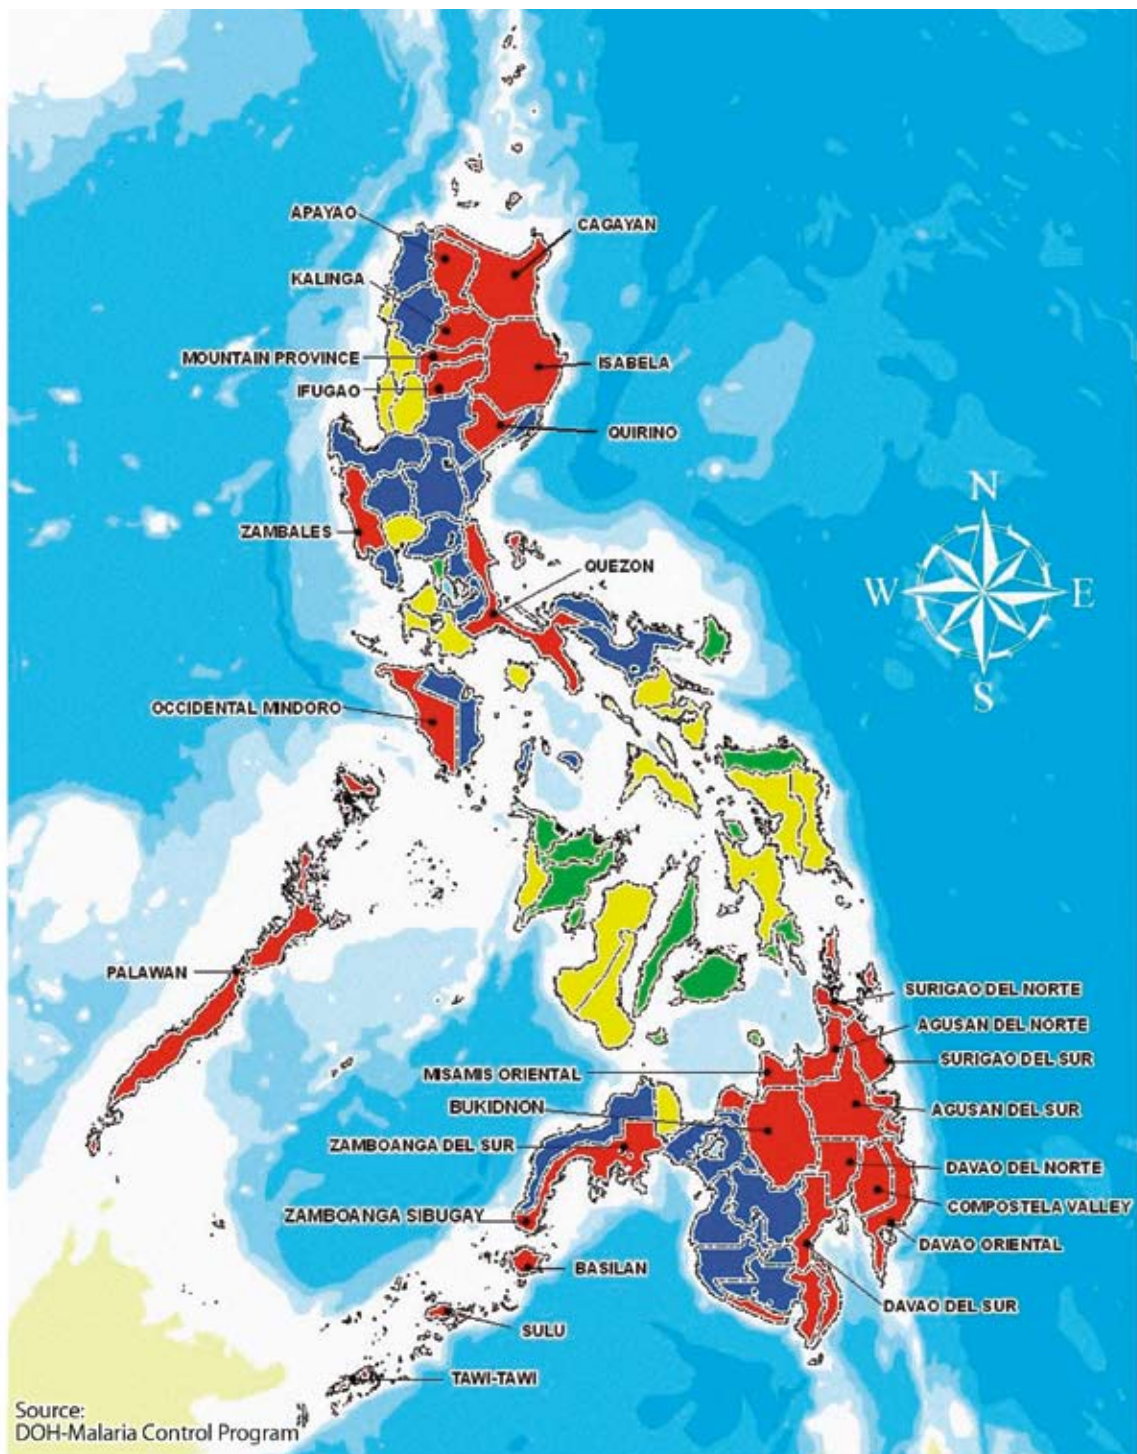 APAYAO
CAGAYAN
KALINGA
MOUNTAIN PROVINCE
ISABELA
IFUGAO
QUIRINO
ZAMBALES
QUEZON
N
W
E
S
OCCIDENTAL MINDORO
PALAWAN
SURIGAO DEL NORTE
AGUSAN DEL NORTE
SURIGAO DEL SUR
MISAMIS ORIENTAL
BUKIDNON
AGUSAN DEL SUR
ZAMBOANGA DEL SUR
DAVAO DEL NORTE
COMPOSTELA VALLEY
ZAMBOANGA SIBUGAY
DAVAO ORIENTAL
BASILAN
DAVAO DEL SUR
SULU
TAWI-TAWI
Source:
DOH-Malaria Control Program